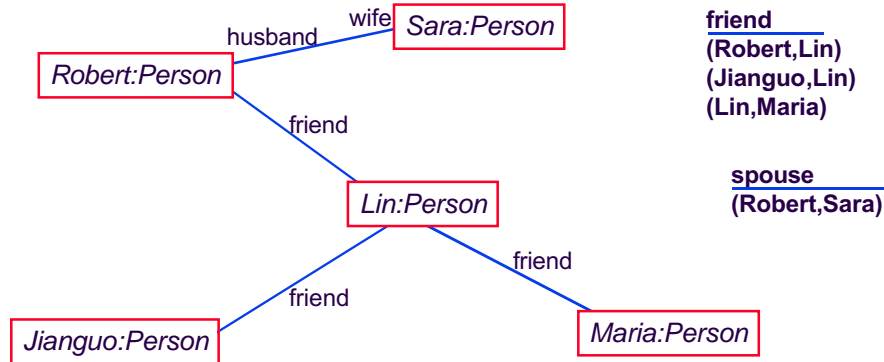 wife
Sara:Person
husband
Robert:Person
friend
Lin:Person
friend
friend
Jianguo:Person
Maria:Person
friend
(Robert,Lin)
(Jianguo,Lin)
(Lin,Maria)
spouse
(Robert,Sara)